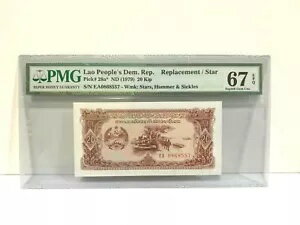 PMG
Lao People's Dem. Rep. Replacement / Star
Pick# 28a* ND (1979) 20 Kip
S/N EA0868557 - Wmk: Stars, Hammer & Sickles
67 EPQ
Superb Gem Unc
EA 0868557